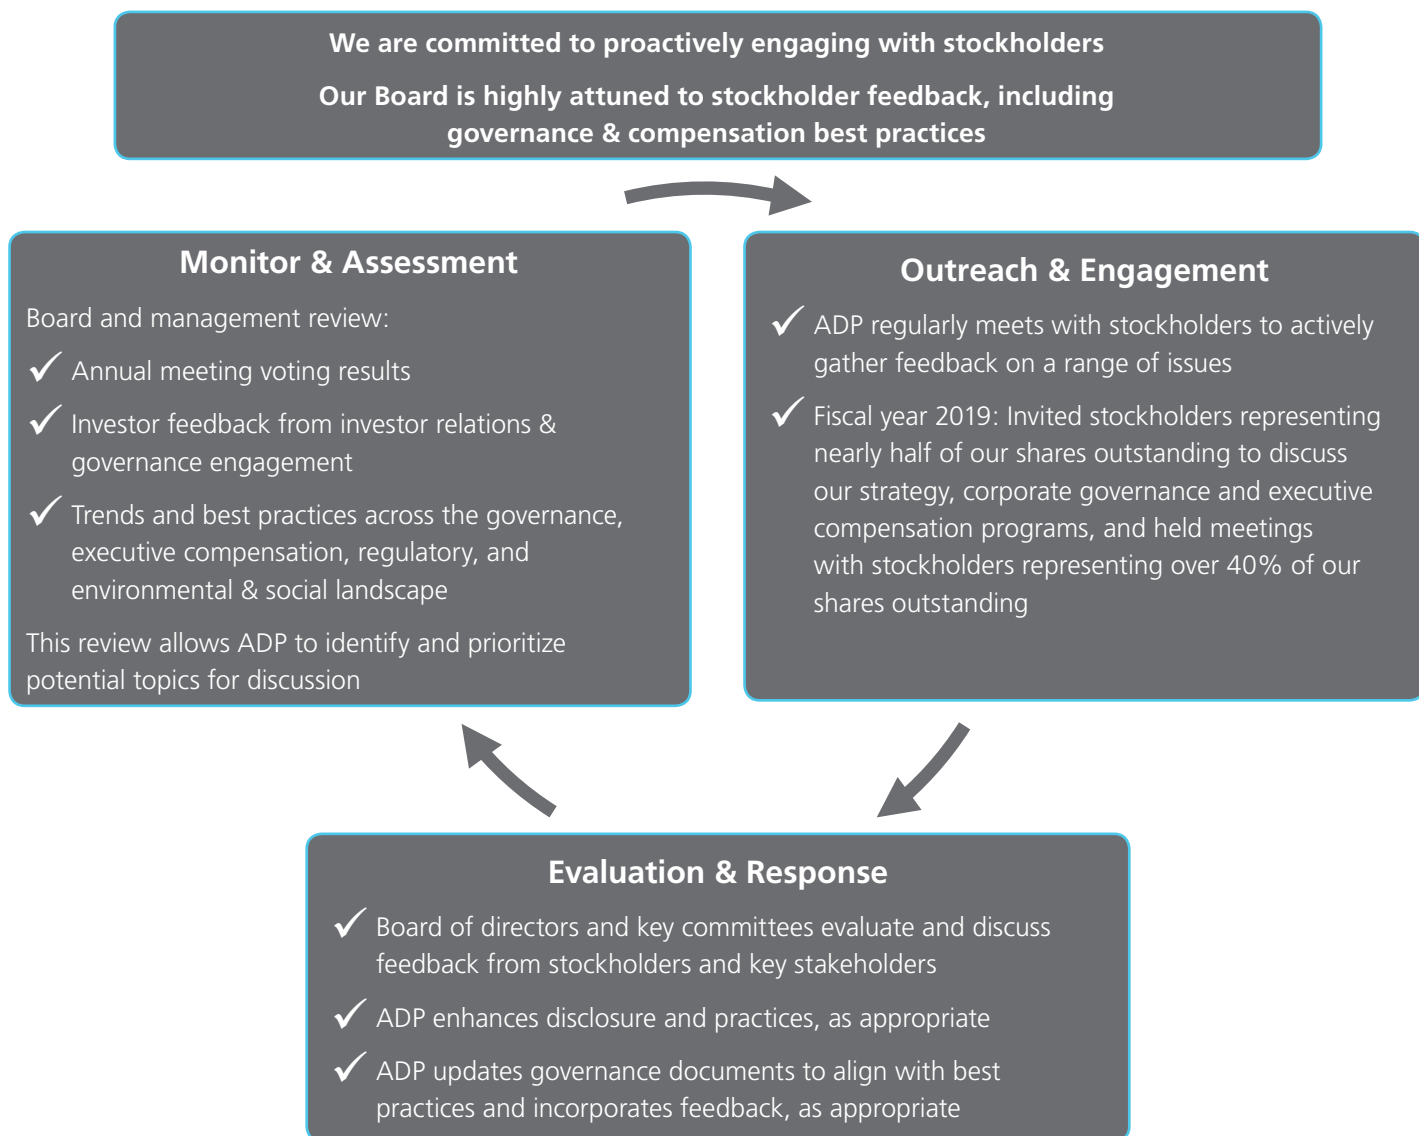 We are committed to proactively engaging with stockholders
Our Board is highly attuned to stockholder feedback, including
governance & compensation best practices
Monitor & Assessment
Board and management review:
Annual meeting voting results
Investor feedback from investor relations &
governance engagement
Trends and best practices across the governance,
executive compensation, regulatory, and
environmental & social landscape
This review allows ADP to identify and prioritize
potential topics for discussion
Outreach & Engagement
ADP regularly meets with stockholders to actively
gather feedback on a range of issues
Fiscal year 2019: Invited stockholders representing
nearly half of our shares outstanding to discuss
our strategy, corporate governance and executive
compensation programs, and held meetings
with stockholders representing over 40% of our
shares outstanding
Evaluation & Response
Board of directors and key committees evaluate and discuss
feedback from stockholders and key stakeholders
ADP enhances disclosure and practices, as appropriate
ADP updates governance documents to align with best
practices and incorporates feedback, as appropriate